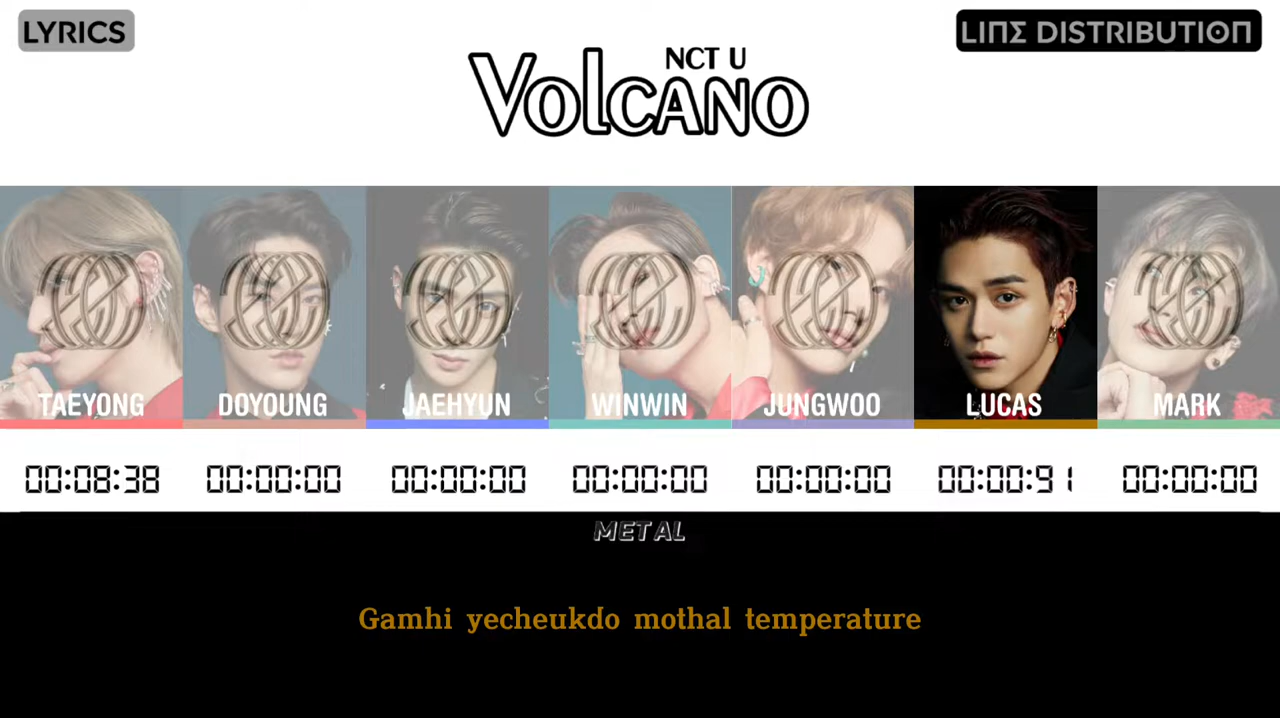 LYRICS
LINΣ DISTRIBUTION
NCT U
VOLCANO
TAEYONG
DOYOUNG
JAEHYUN
WINWIN
JUNGWOO
LUCAS
MARK
00:08:38
00:00:00
00:00:00
00:00:00
00:00:00
00:00:91
00:00:00
METAL
Gamhi yecheukdo mothal temperature